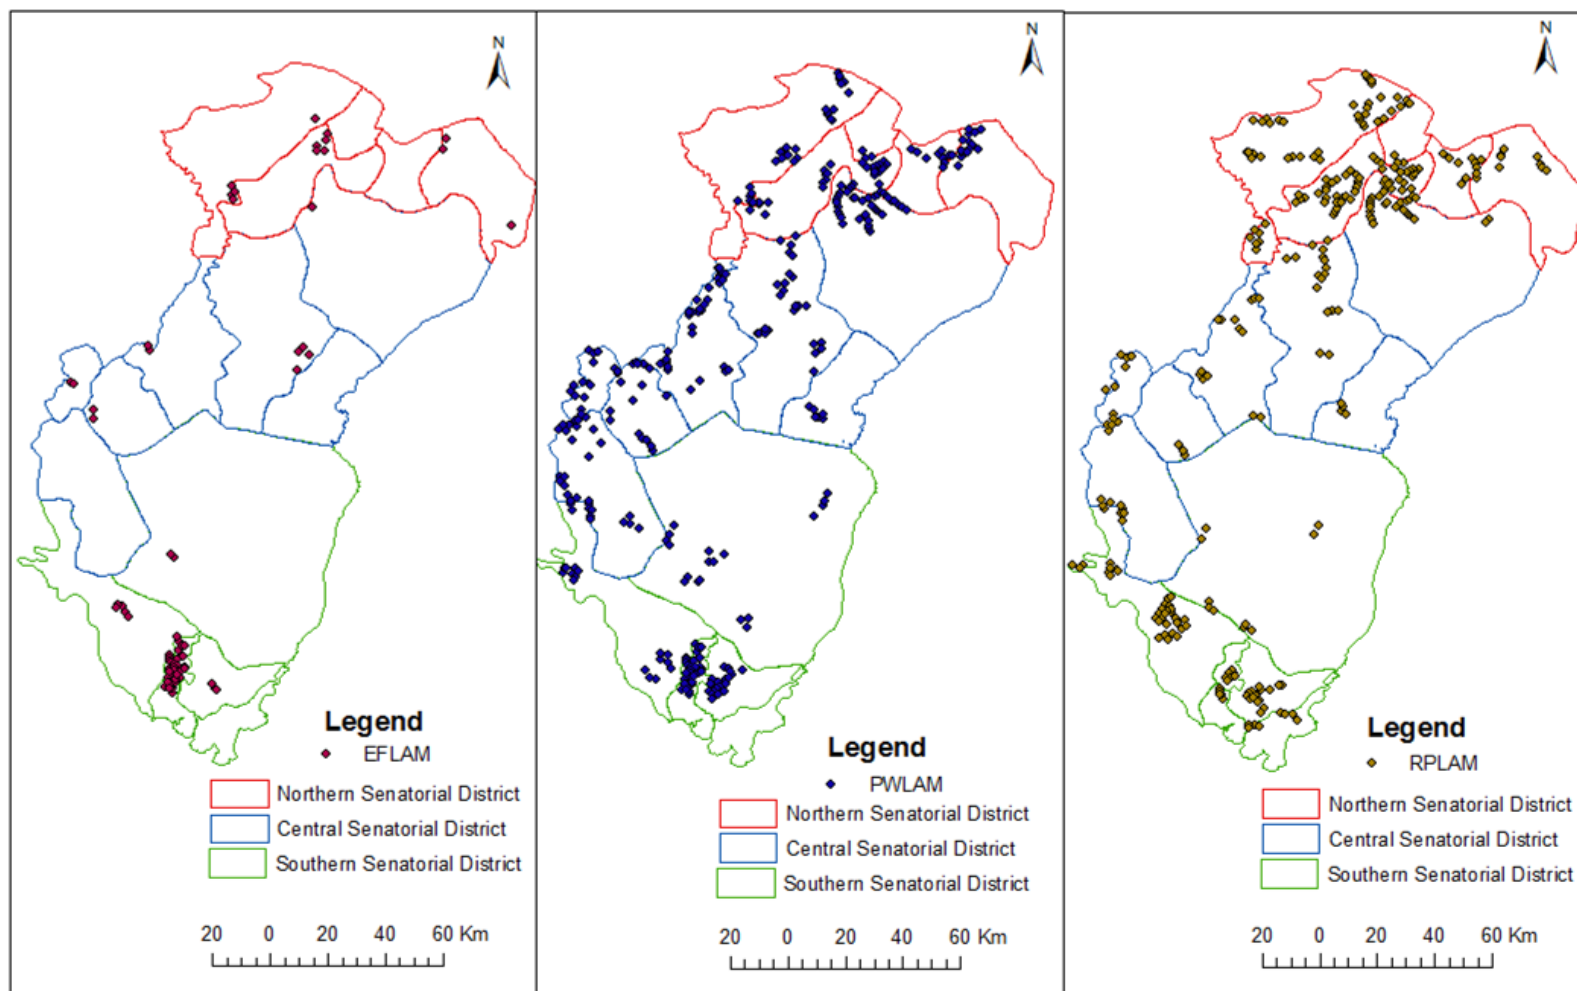 N
Legend
EFLAM
Northern Senatorial District
Central Senatorial District
Southern Senatorial District
20 0 20 40 60 Km
N
Legend
PWLAM
Northern Senatorial District
Central Senatorial District
Southern Senatorial District
20 0 20 40 60 Km
N
Legend
RPLAM
Northern Senatorial District
Central Senatorial District
Southern Senatorial District
20 0 20 40 60 Km